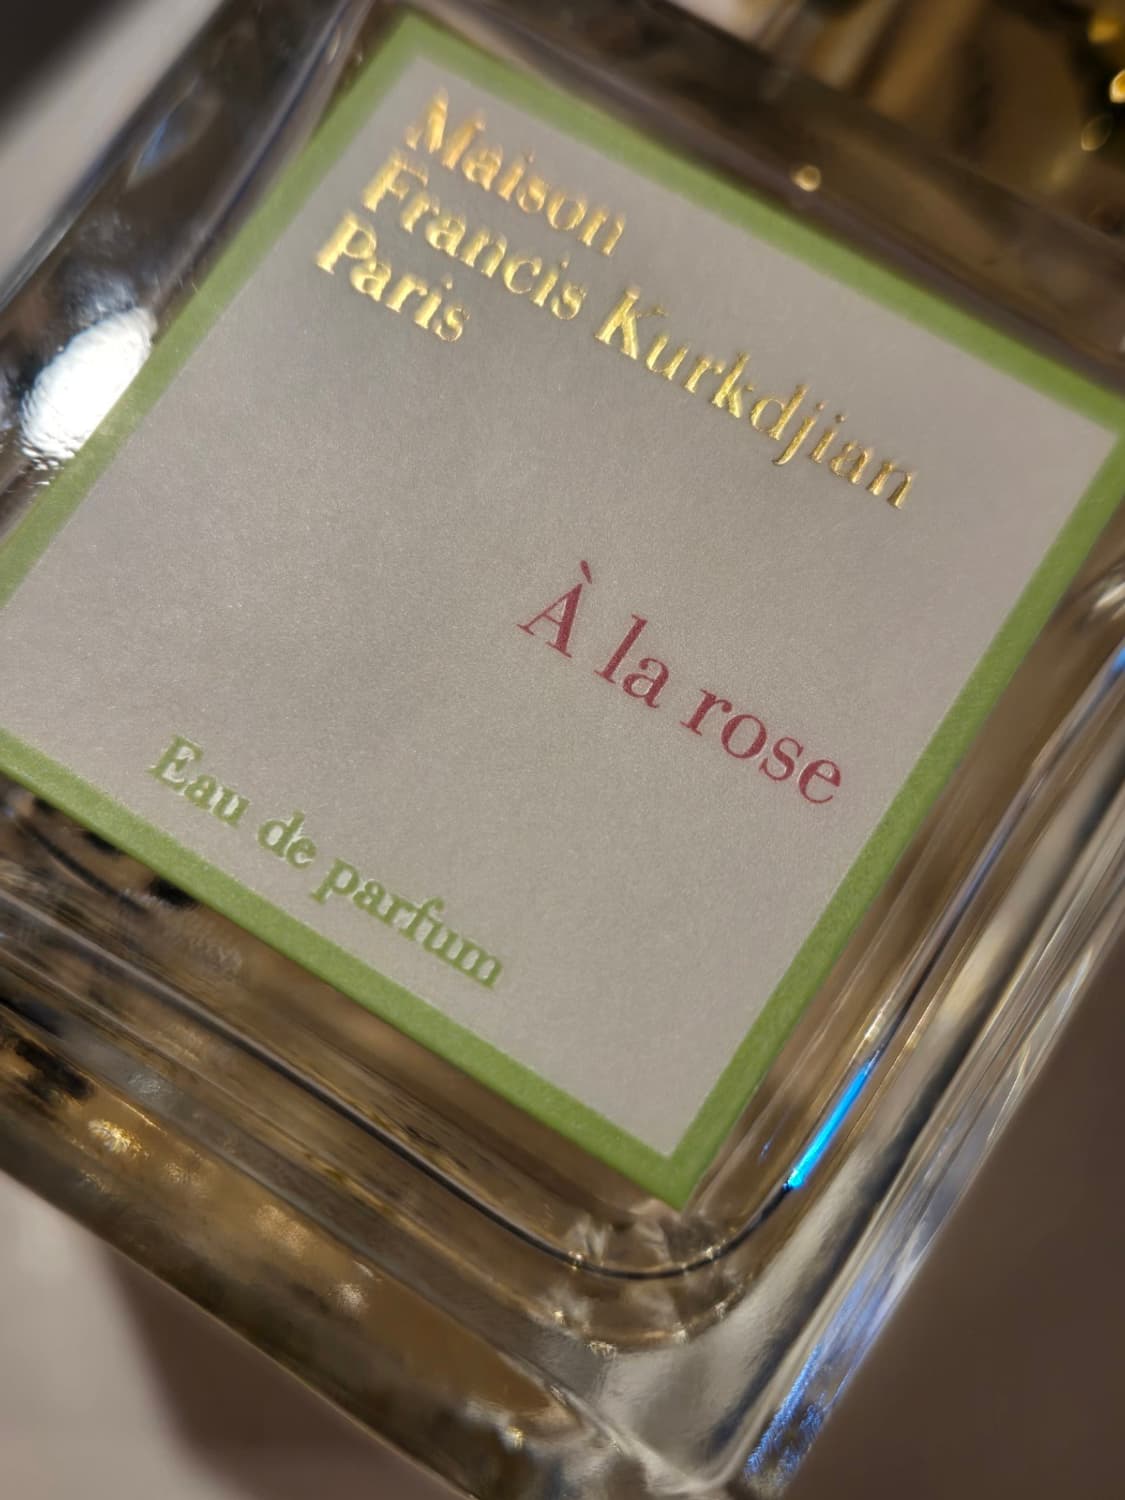 Maison
Francis Kurkdjian
Paris
À la rose
Eau de parfum